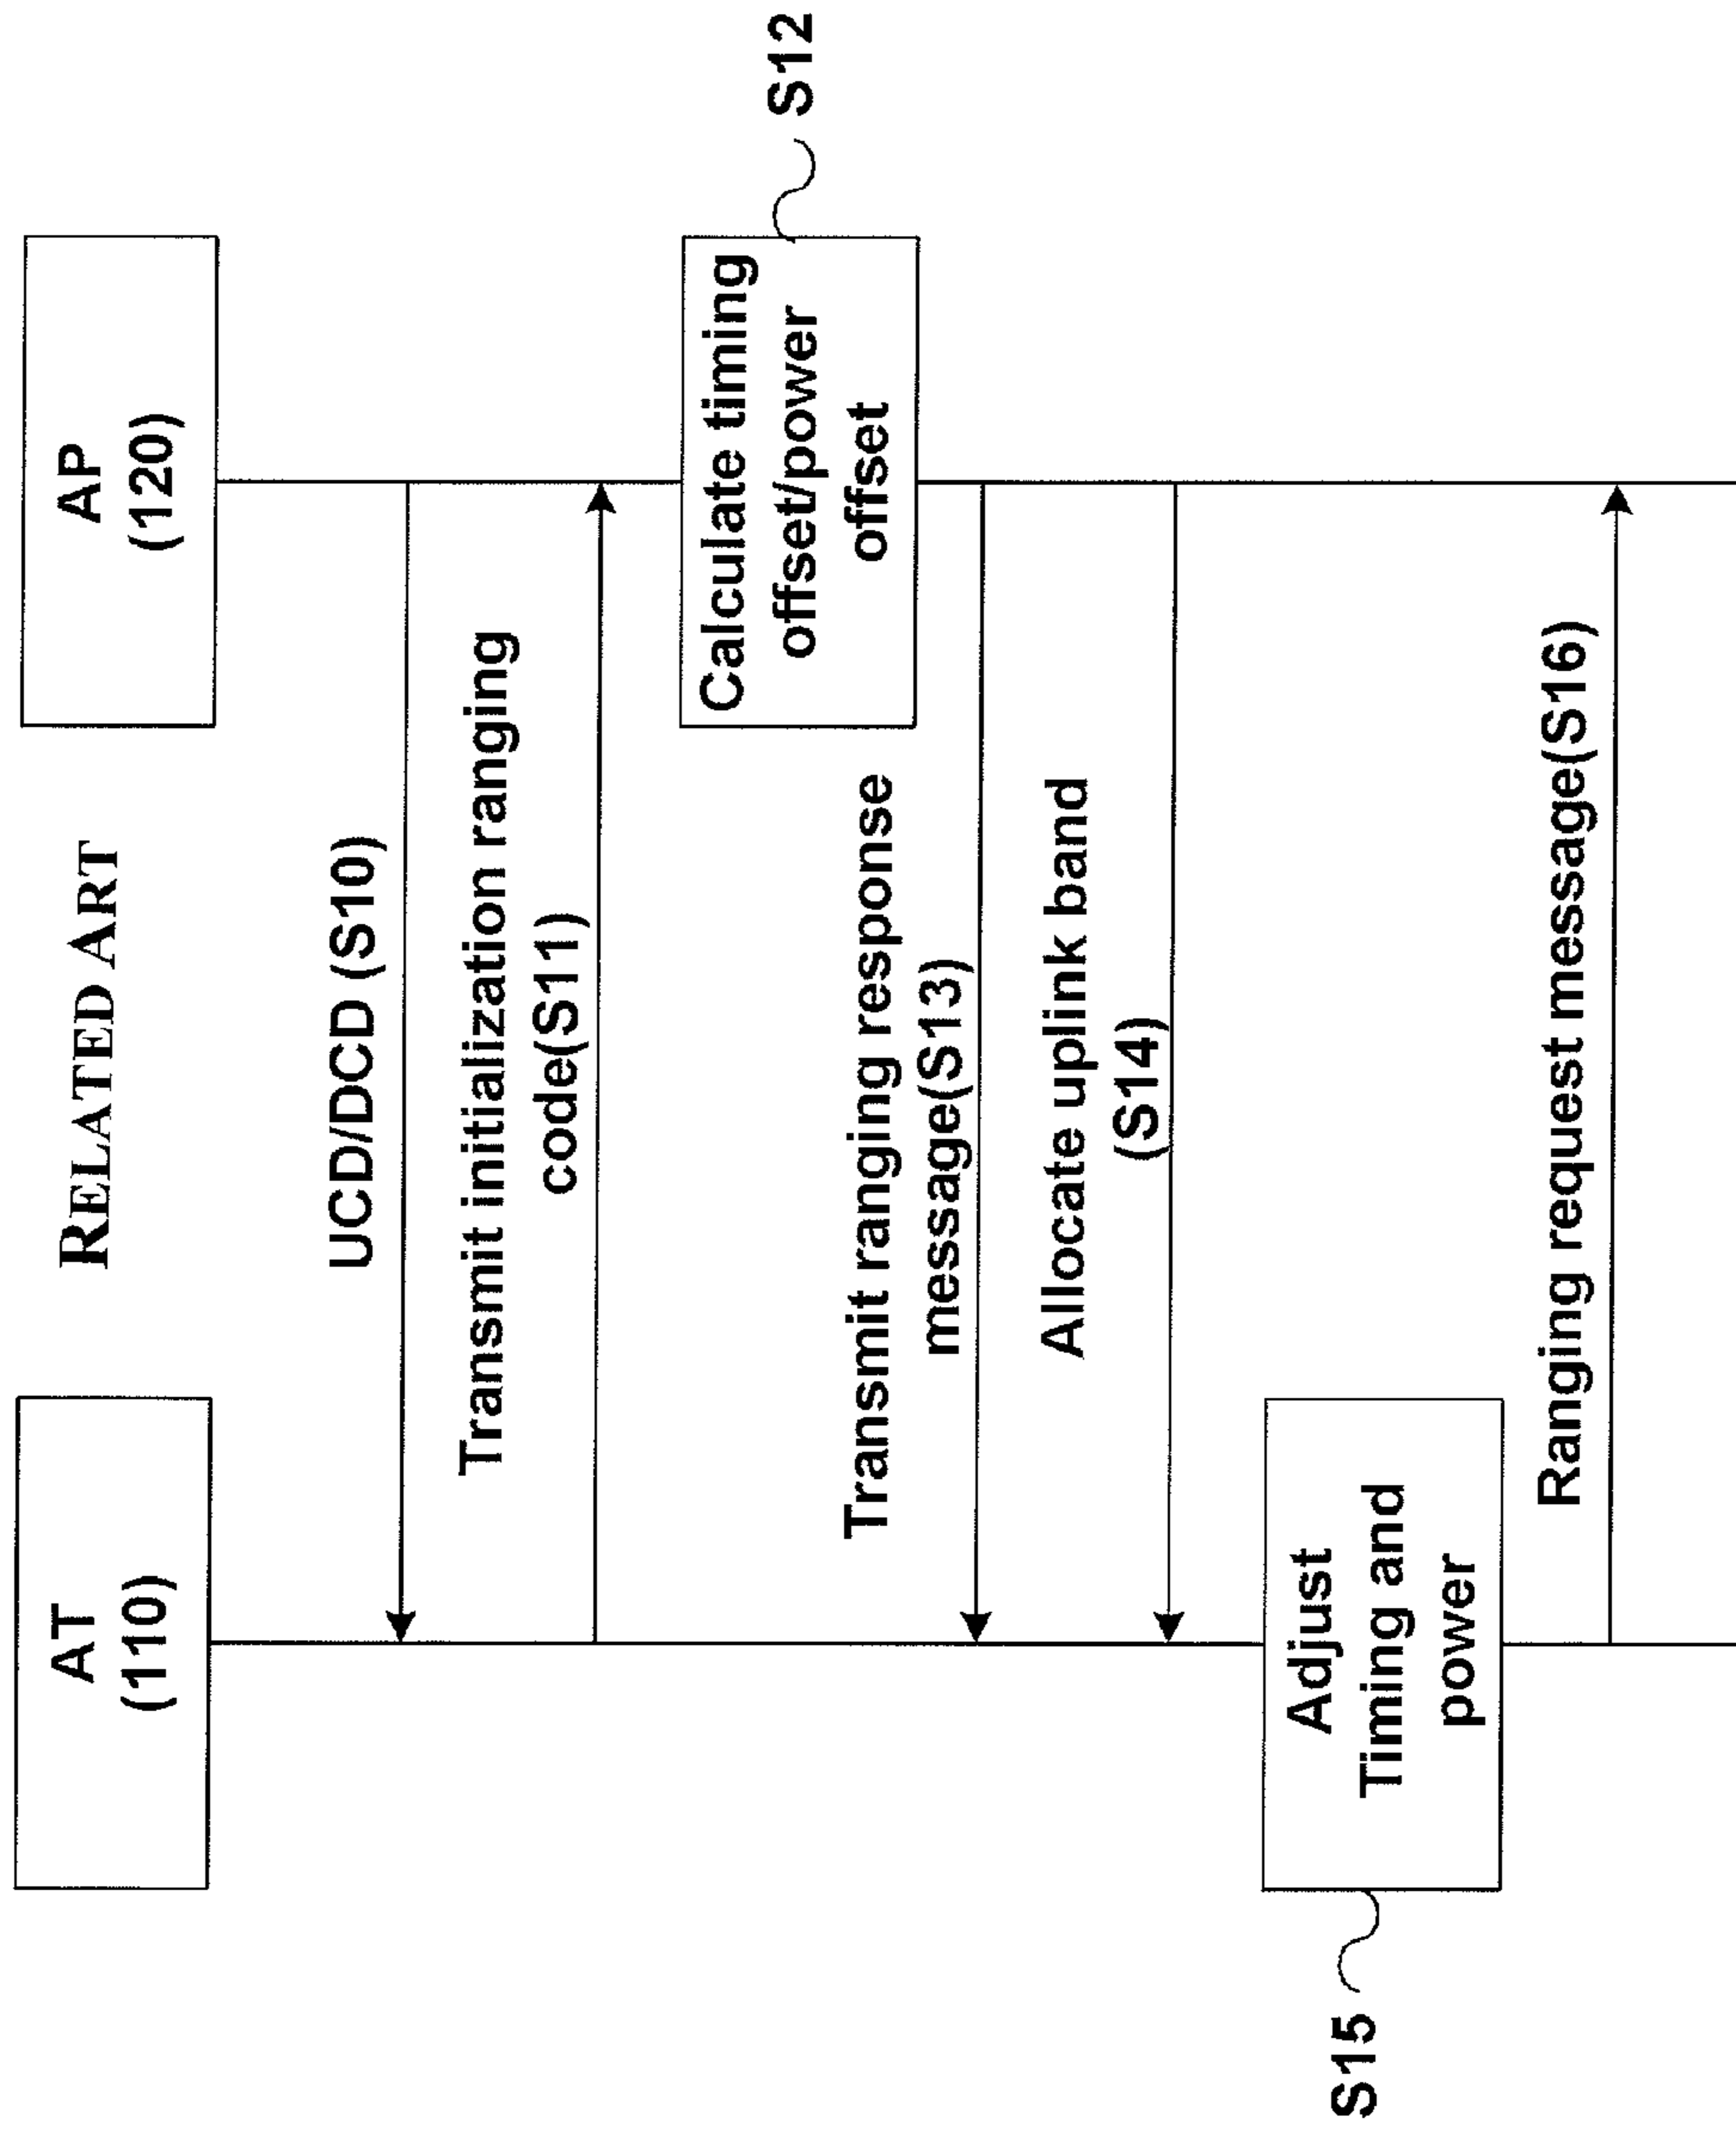 RELATED ART
AT
(110)
AP
(120)
UCD/DCD (S10)
Transmit initialization ranging
code(S11)
Calculate timing
offset/power
offset
S12
Transmit ranging response
message(S13)
Allocate uplink band
(S14)
S15
Adjust
Timing and
power
Ranging request message(S16)